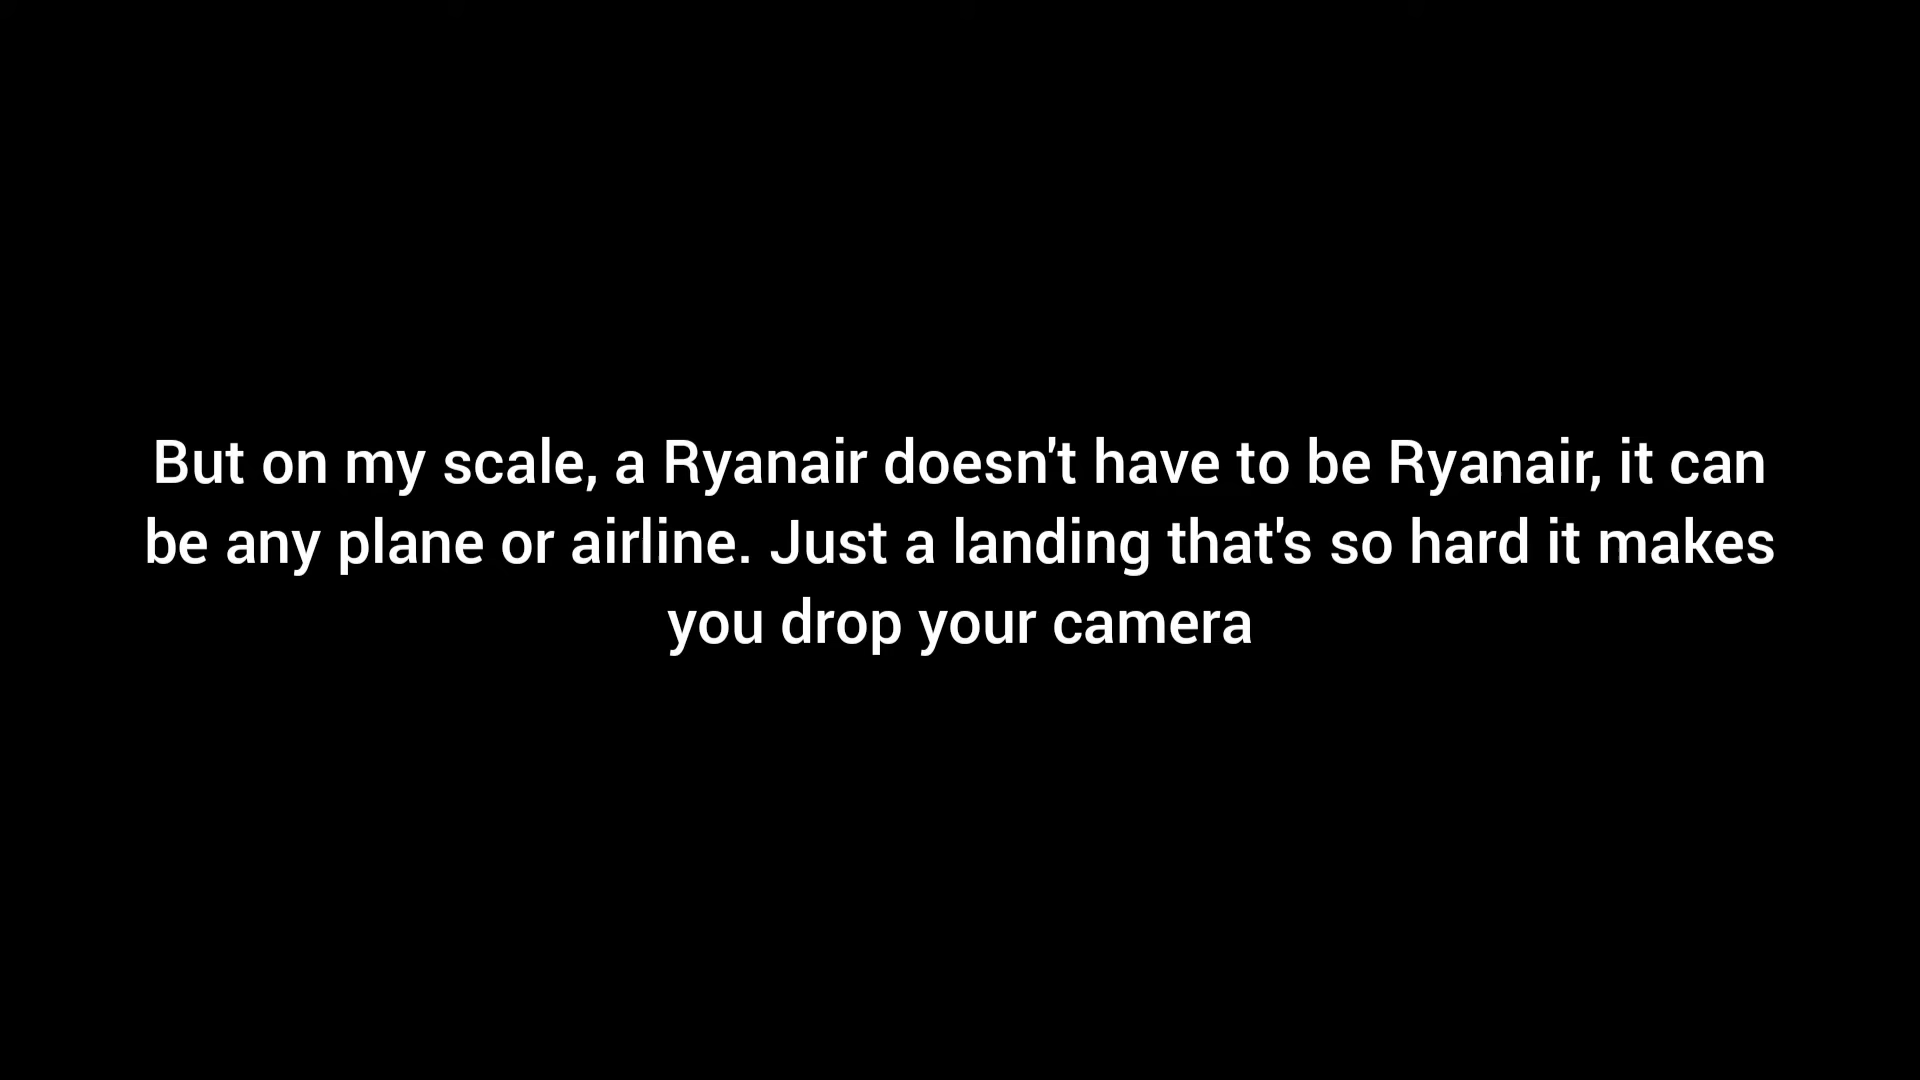 But on my scale, a Ryanair doesn't have to be Ryanair, it can
be any plane or airline. Just a landing that's so hard it makes
you drop your camera